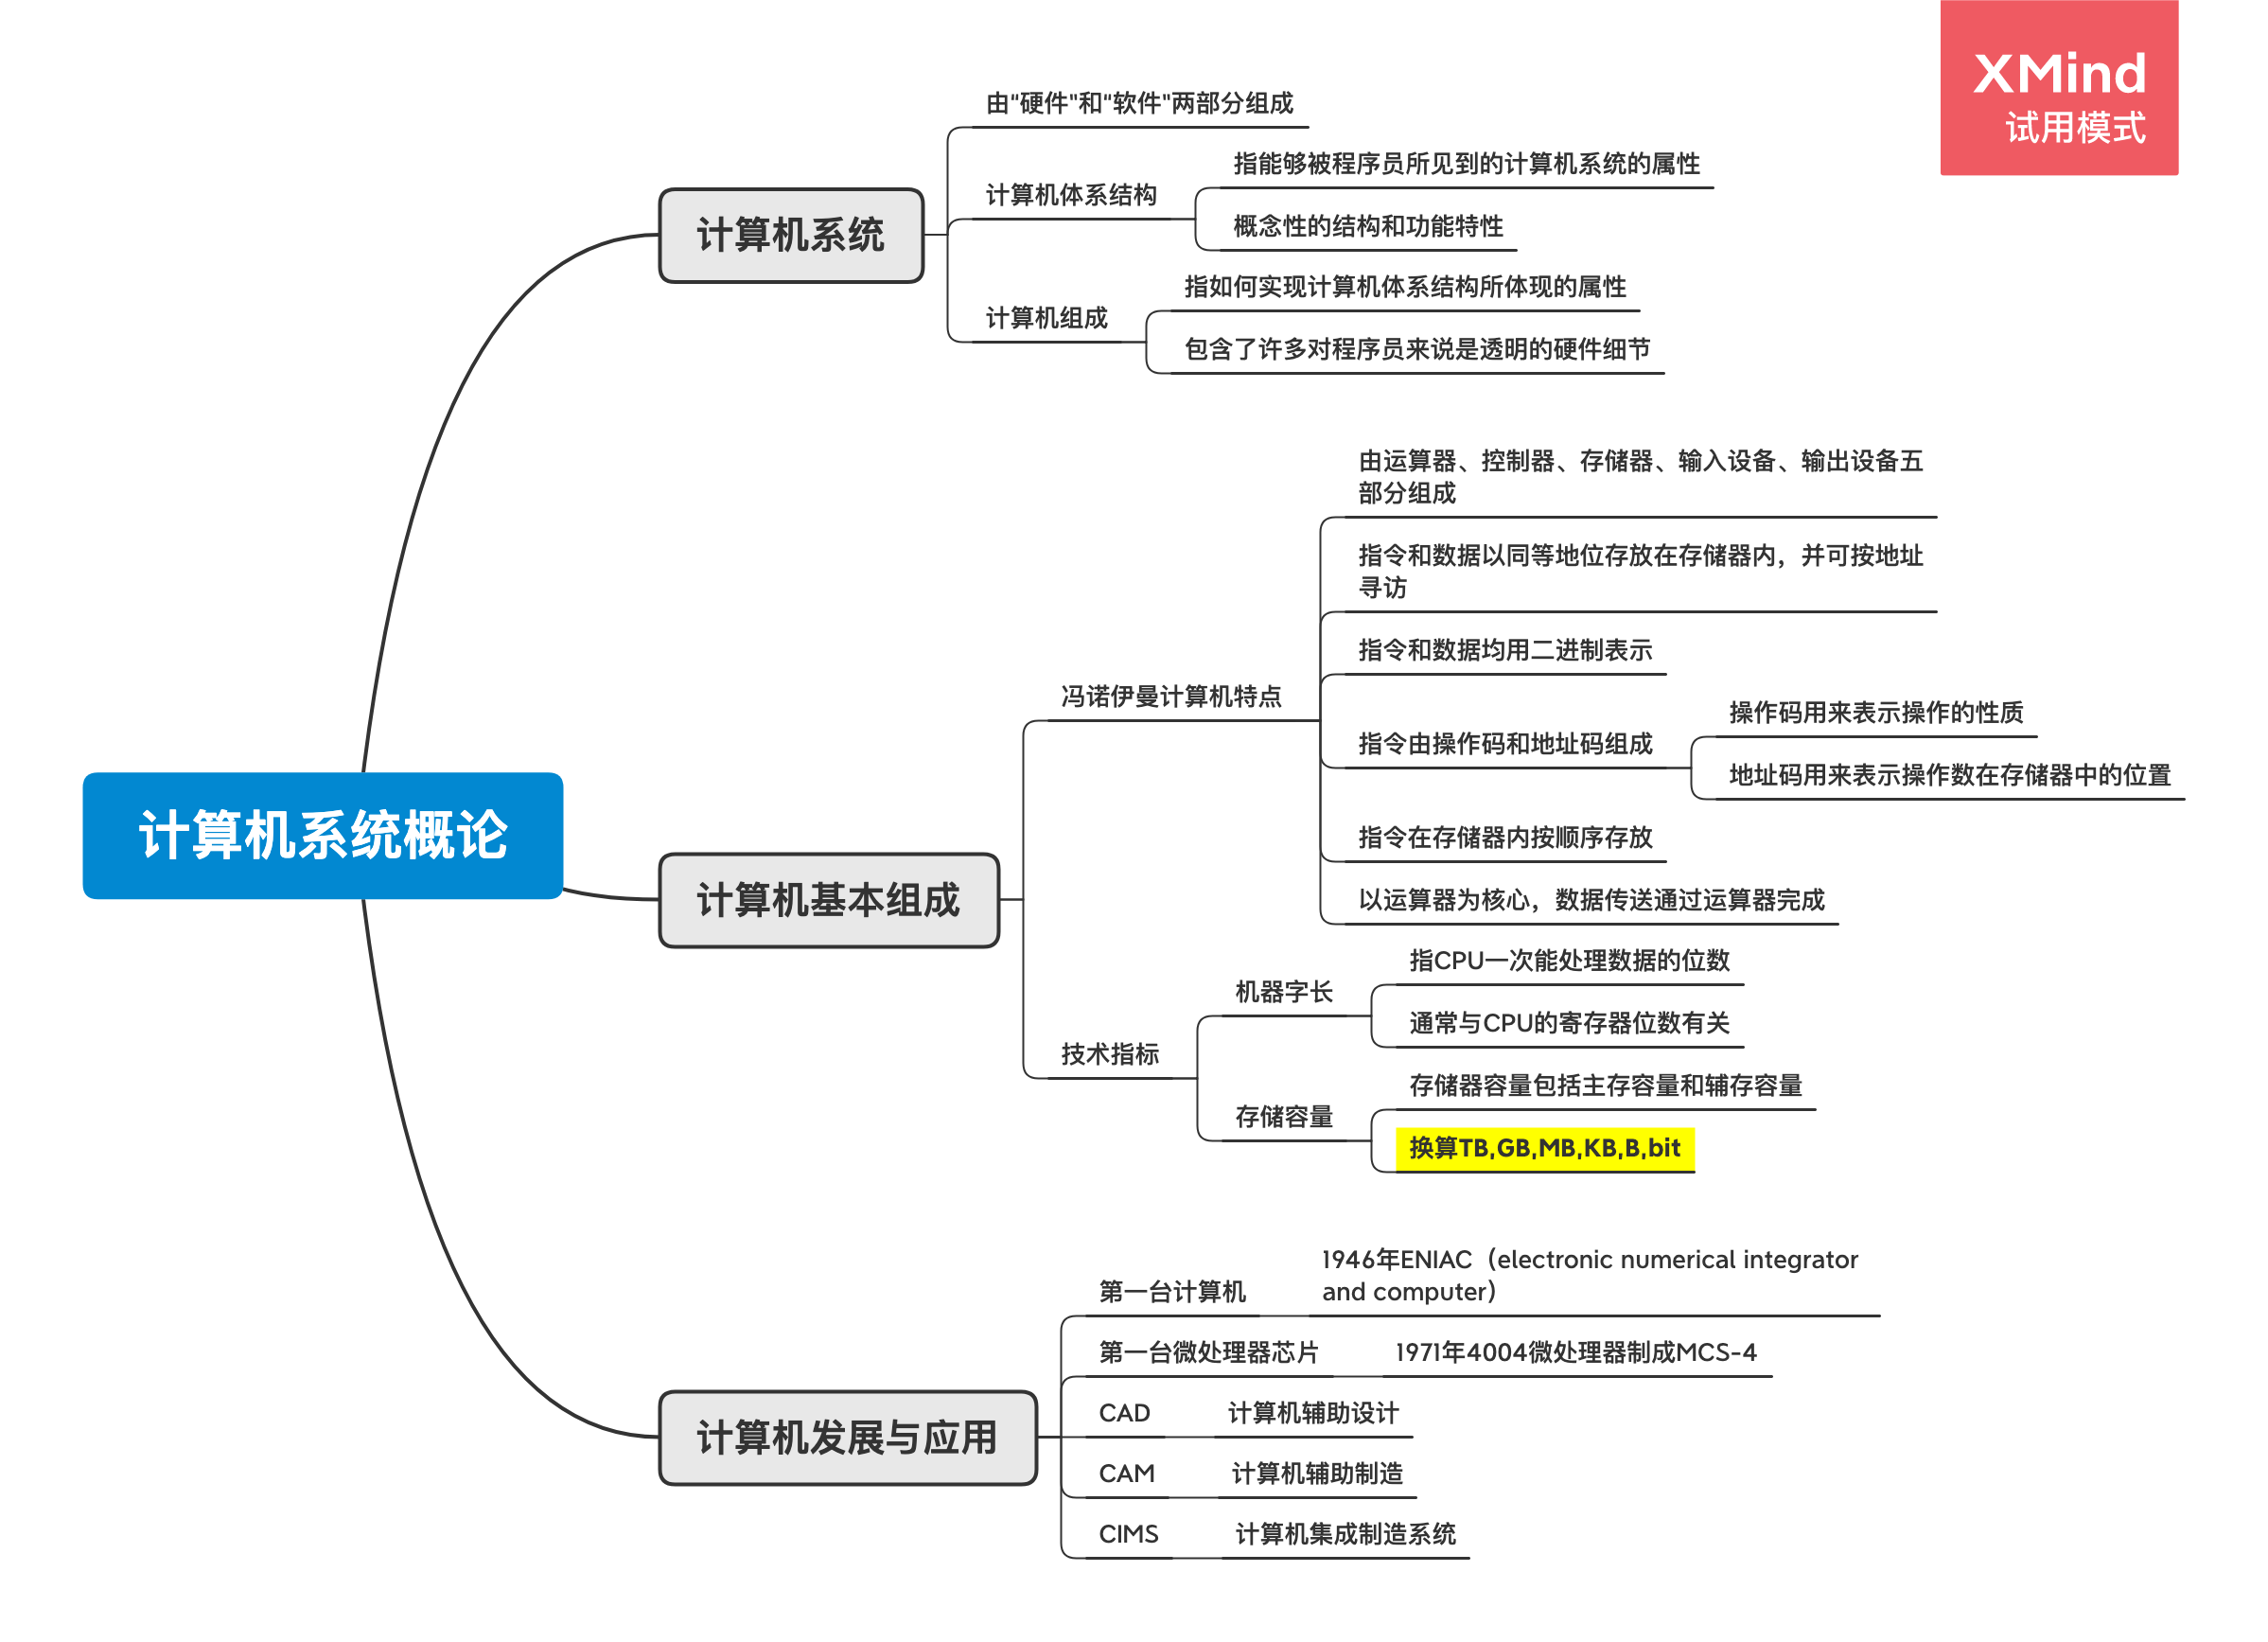 XMind
试用模式
计算机系统概论
计算机系统
由“硬件"和“软件"两部分组成
计算机体系结构
指能够被程序员所见到的计算机系统的属性
概念性的结构和功能特性
计算机组成
指如何实现计算机体系结构所体现的属性
包含了许多对程序员来说是透明的硬件细节
计算机基本组成
冯诺伊曼计算机特点
由运算器、控制器、存储器、输入设备、输出设备五
部分组成
指令和数据以同等地位存放在存储器内，并可按地址
寻访
指令和数据均用二进制表示
指令由操作码和地址码组成
操作码用来表示操作的性质
地址码用来表示操作数在存储器中的位置
指令在存储器内按顺序存放
以运算器为核心，数据传送通过运算器完成
技术指标
机器字长
指CPU一次能处理数据的位数
通常与CPU的寄存器位数有关
存储容量
存储器容量包括主存容量和辅存容量
换算TB,GB,MB,KB,B,bit
计算机发展与应用
第一台计算机
1946年ENIAC（electronic numerical integrator
and computer）
第一台微处理器芯片
1971年4004微处理器制成MCS-4
CAD
计算机辅助设计
CAM
计算机辅助制造
CIMS
计算机集成制造系统